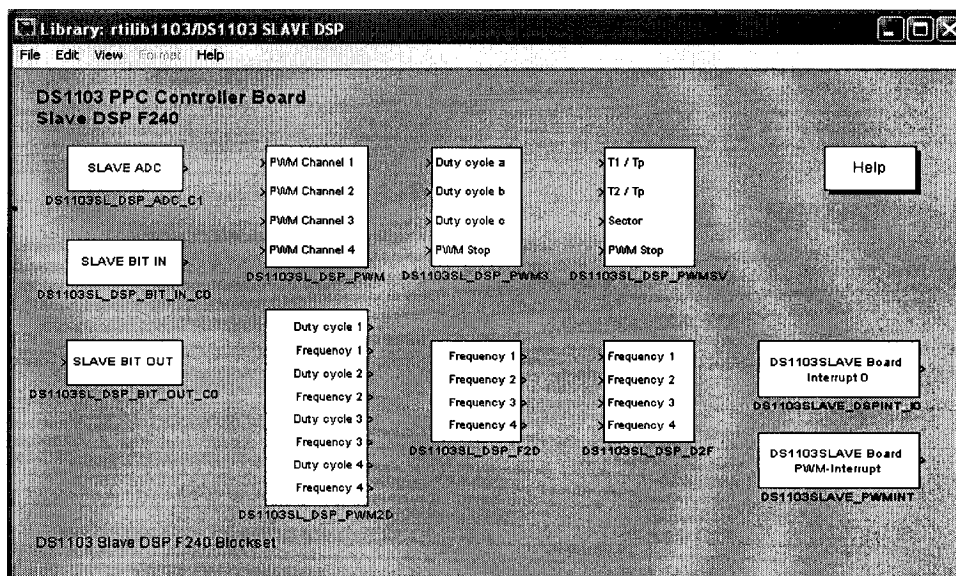 Library: rtilib1103/DS1103 SLAVE DSP
File Edit View Format Help
DS1103 PPC Controller Board
Slave DSP F240
SLAVE ADC
DS1103SL_DSP_ADC_C1
SLAVE BIT IN
DS1103SL_DSP_BIT_IN_C0
SLAVE BIT OUT
DS1103SL_DSP_BIT_OUT_C0
PWM Channel 1
PWM Channel 2
PWM Channel 3
PWM Channel 4
DS1103SL_DSP_PWM
Duty cycle a
Duty cycle b
Duty cycle c
PWM Stop
DS1103SL_DSP_PWM3
T1 / Tp
T2 / Tp
Sector
PWM Stop
DS1103SL_DSP_PWMSV
Help
Duty cycle 1
Frequency 1
Duty cycle 2
Frequency 2
Duty cycle 3
Frequency 3
Duty cycle 4
Frequency 4
DS1103SL_DSP_PWM2D
Frequency 1
Frequency 2
Frequency 3
Frequency 4
DS1103SL_DSP_F2D
Frequency 1
Frequency 2
Frequency 3
Frequency 4
DS1103SL_DSP_D2F
DS1103SLAVE Board
Interrupt 0
DS1103SLAVE_DSPINT_I0
DS1103SLAVE Board
PWM-Interrupt
DS1103SLAVE_PWMINT
DS1103 Slave DSP F240 Blockset